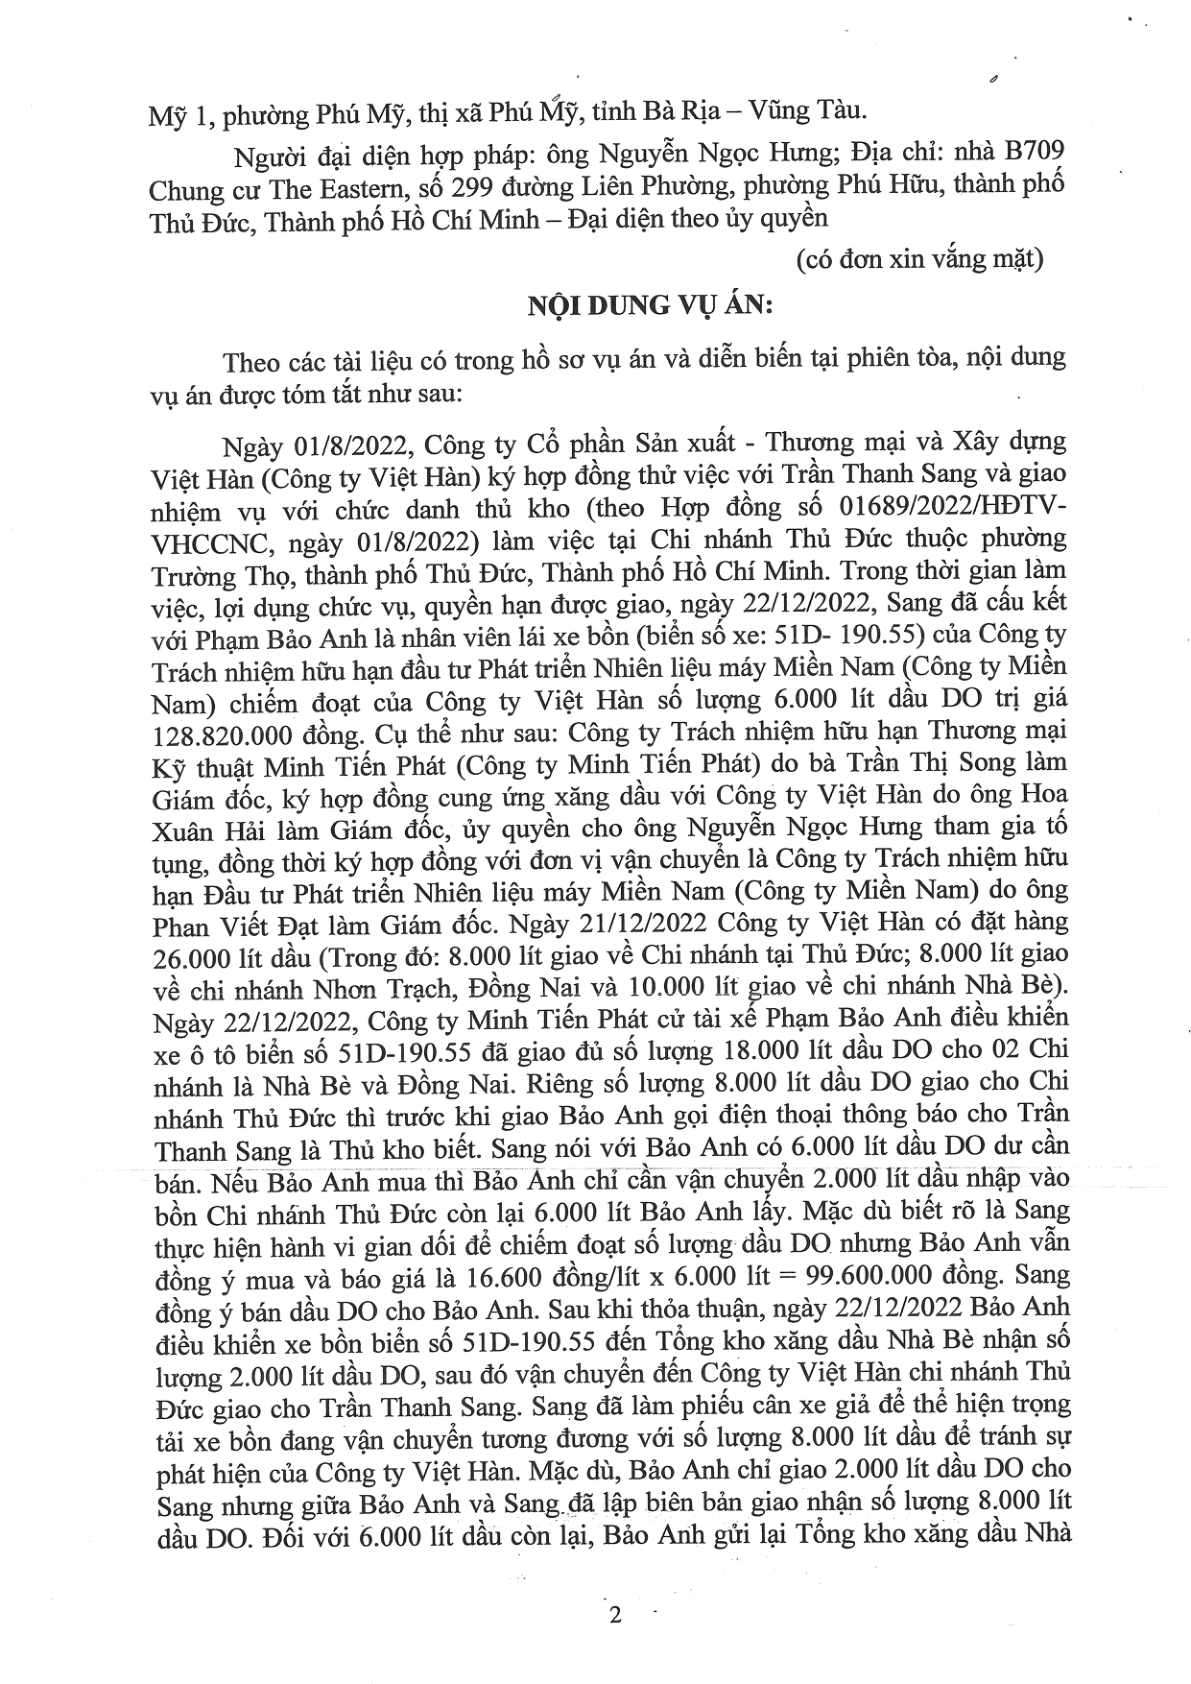 Mỹ 1, phường Phú Mỹ, thị xã Phú Mỹ, tỉnh Bà Rịa – Vũng Tàu.
Người đại diện hợp pháp: ông Nguyễn Ngọc Hưng; Địa chỉ: nhà B709
Chung cư The Eastern, số 299 đường Liên Phường, phường Phú Hữu, thành phố
Thủ Đức, Thành phố Hồ Chí Minh – Đại diện theo ủy quyền
(có đơn xin vắng mặt)
NỘI DUNG VỤ ÁN:
Theo các tài liệu có trong hồ sơ vụ án và diễn biến tại phiên tòa, nội dung
vụ án được tóm tắt như sau:
Ngày 01/8/2022, Công ty Cổ phần Sản xuất - Thương mại và Xây dựng
Việt Hàn (Công ty Việt Hàn) ký hợp đồng thử việc với Trần Thanh Sang và giao
nhiệm vụ với chức danh thủ kho (theo Hợp đồng số 01689/2022/HĐTV-
VHCCNC, ngày 01/8/2022) làm việc tại Chi nhánh Thủ Đức thuộc phường
Trường Thọ, thành phố Thủ Đức, Thành phố Hồ Chí Minh. Trong thời gian làm
việc, lợi dụng chức vụ, quyền hạn được giao, ngày 22/12/2022, Sang đã cấu kết
với Phạm Bảo Anh là nhân viên lái xe bồn (biển số xe: 51D- 190.55) của Công ty
Trách nhiệm hữu hạn đầu tư Phát triển Nhiên liệu máy Miền Nam (Công ty Miền
Nam) chiếm đoạt của Công ty Việt Hàn số lượng 6.000 lít dầu DO trị giá
128.820.000 đồng. Cụ thể như sau: Công ty Trách nhiệm hữu hạn Thương mại
Kỹ thuật Minh Tiến Phát (Công ty Minh Tiến Phát) do bà Trần Thị Song làm
Giám đốc, ký hợp đồng cung ứng xăng dầu với Công ty Việt Hàn do ông Hoa
Xuân Hải làm Giám đốc, ủy quyền cho ông Nguyễn Ngọc Hưng tham gia tố
tụng, đồng thời ký hợp đồng với đơn vị vận chuyển là Công ty Trách nhiệm hữu
hạn Đầu tư Phát triển Nhiên liệu máy Miền Nam (Công ty Miền Nam) do ông
Phan Viết Đạt làm Giám đốc. Ngày 21/12/2022 Công ty Việt Hàn có đặt hàng
26.000 lít dầu (Trong đó: 8.000 lít giao về Chi nhánh tại Thủ Đức; 8.000 lít giao
về chi nhánh Nhơn Trạch, Đồng Nai và 10.000 lít giao về chi nhánh Nhà Bè).
Ngày 22/12/2022, Công ty Minh Tiến Phát cử tài xế Phạm Bảo Anh điều khiển
xe ô tô biển số 51D-190.55 đã giao đủ số lượng 18.000 lít dầu DO cho 02 Chi
nhánh là Nhà Bè và Đồng Nai. Riêng số lượng 8.000 lít dầu DO giao cho Chi
nhánh Thủ Đức thì trước khi giao Bảo Anh gọi điện thoại thông báo cho Trần
Thanh Sang là Thủ kho biết. Sang nói với Bảo Anh có 6.000 lít dầu DO dư cần
bán. Nếu Bảo Anh mua thì Bảo Anh chỉ cần vận chuyển 2.000 lít dầu nhập vào
bồn Chi nhánh Thủ Đức còn lại 6.000 lít Bảo Anh lấy. Mặc dù biết rõ là Sang
thực hiện hành vi gian dối để chiếm đoạt số lượng dầu DO nhưng Bảo Anh vẫn
đồng ý mua và báo giá là 16.600 đồng/lít x 6.000 lít = 99.600.000 đồng. Sang
đồng ý bán dầu DO cho Bảo Anh. Sau khi thỏa thuận, ngày 22/12/2022 Bảo Anh
điều khiển xe bồn biển số 51D-190.55 đến Tổng kho xăng dầu Nhà Bè nhận số
lượng 2.000 lít dầu DO, sau đó vận chuyển đến Công ty Việt Hàn chi nhánh Thủ
Đức giao cho Trần Thanh Sang. Sang đã làm phiếu cân xe giả để thể hiện trọng
tải xe bồn đang vận chuyển tương đương với số lượng 8.000 lít dầu để tránh sự
phát hiện của Công ty Việt Hàn. Mặc dù, Bảo Anh chỉ giao 2.000 lít dầu DO cho
Sang nhưng giữa Bảo Anh và Sang đã lập biên bản giao nhận số lượng 8.000 lít
dầu DO. Đối với 6.000 lít dầu còn lại, Bảo Anh gửi lại Tổng kho xăng dầu Nhà
2